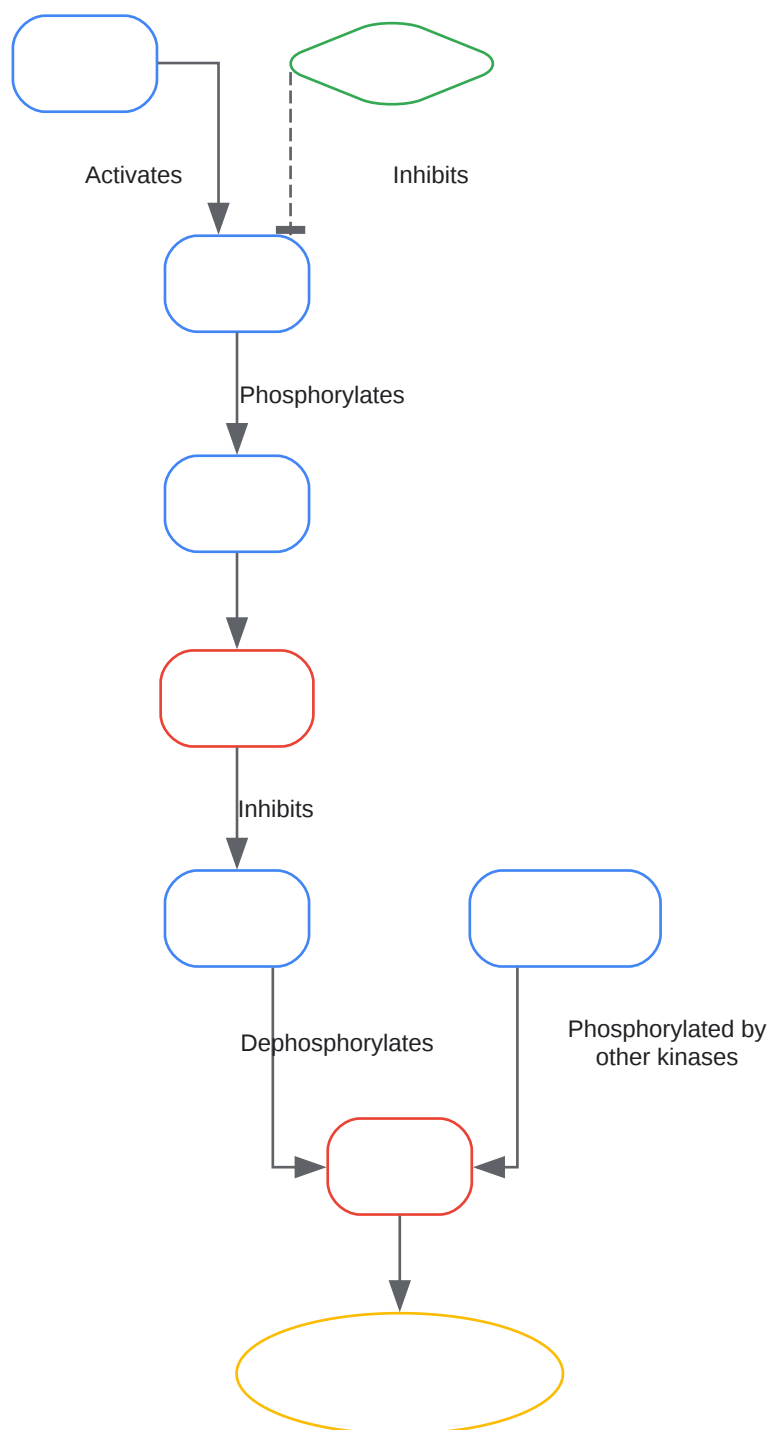 Activates
Inhibits
Phosphorylates
Inhibits
Dephosphorylates
Phosphorylated by
other kinases